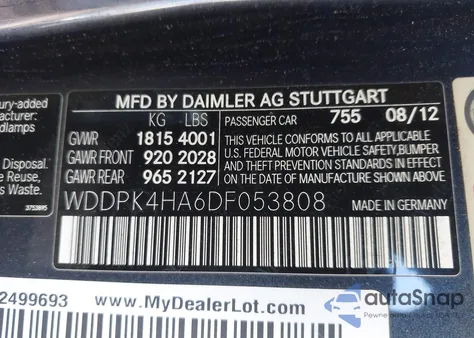 ury-added
facturer:
eadlamps
Disposal.
e Reuse,
s Waste.
MFD BY DAIMLER AG STUTTGART
KG LBS
PASSENGER CAR 755 08/12
GVWR 1815 4001
GAWR FRONT 920 2028
GAWR REAR 965 2127
THIS VEHICLE CONFORMS TO ALL APPLICABLE
U.S. FEDERAL MOTOR VEHICLE SAFETY,BUMPER
AND THEFT PREVENTION STANDARDS IN EFFECT
ON THE DATE OF MANUFACTURE SHOWN ABOVE.
WDDPK4HA6DF053808
MADE IN GERMANY
2499693
www.MyDealerLot.com
autoSnap